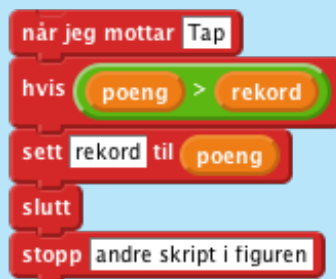 når jeg mottar Tap
hvis poeng > rekord
sett rekord til poeng
slutt
stopp andre skript i figuren